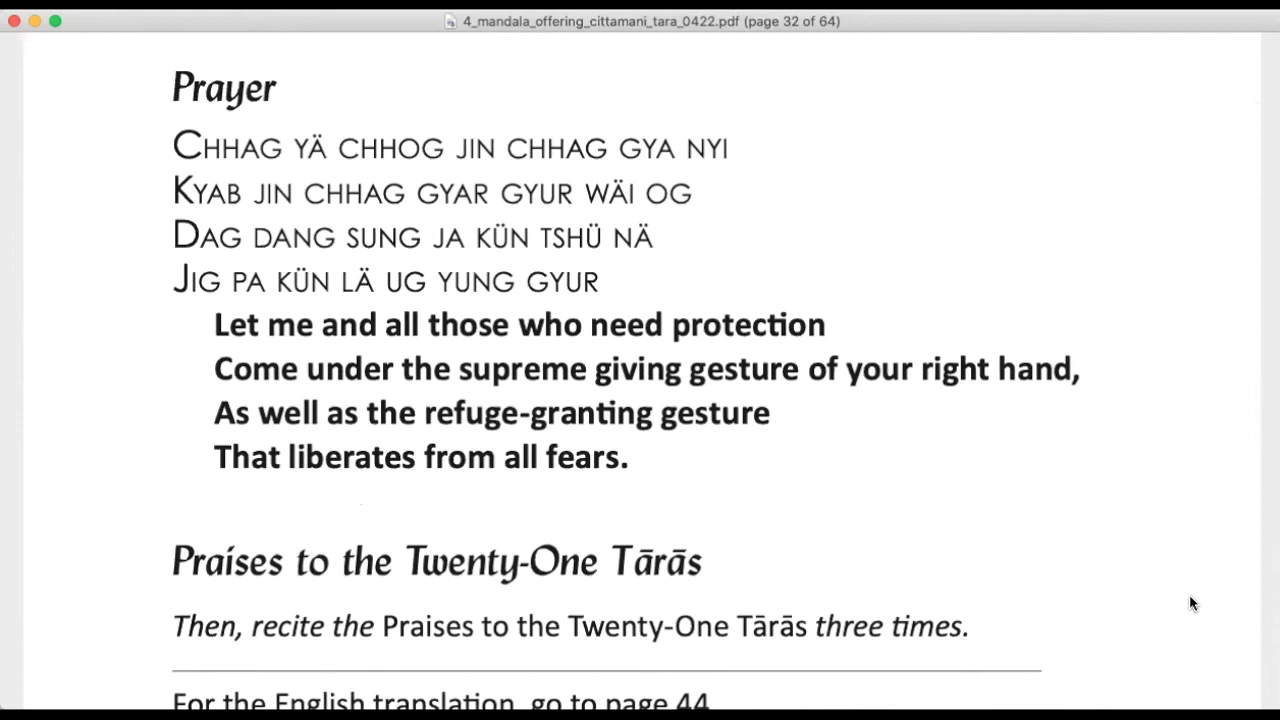 4_mandala_offering_cittamani_tara_0422.pdf (page 32 of 64)
Prayer
CHHAG YÄ CHHOG JIN CHHAG GYA NYI
KYAB JIN CHHAG GYAR GYUR WÄI OG
DAG DANG SUNG JA KÜN TSHÜ NÄ
JIG PA KÜN LÄ UG YUNG GYUR
Let me and all those who need protection
Come under the supreme giving gesture of your right hand,
As well as the refuge-granting gesture
That liberates from all fears.
Praises to the Twenty-One Tārās
Then, recite the Praises to the Twenty-One Tārās three times.
For the English translation, go to page 44